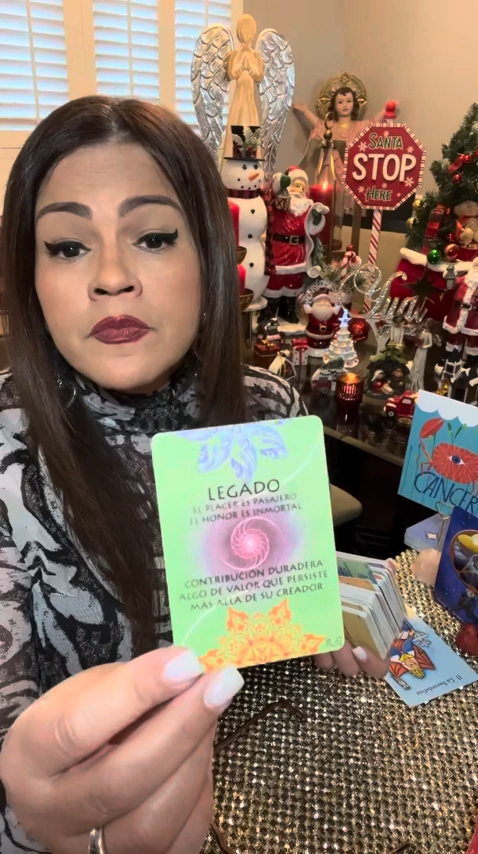 SANTA
STOP
HERE
LEGADO
EL PLACER ES PASAJERO
EL HONOR ES INMORTAL
CONTRIBUCIÓN DURADERA
ALGO DE VALOR QUE PERSISTE
MÁS ALLÁ DE SU CREADOR
CANCER